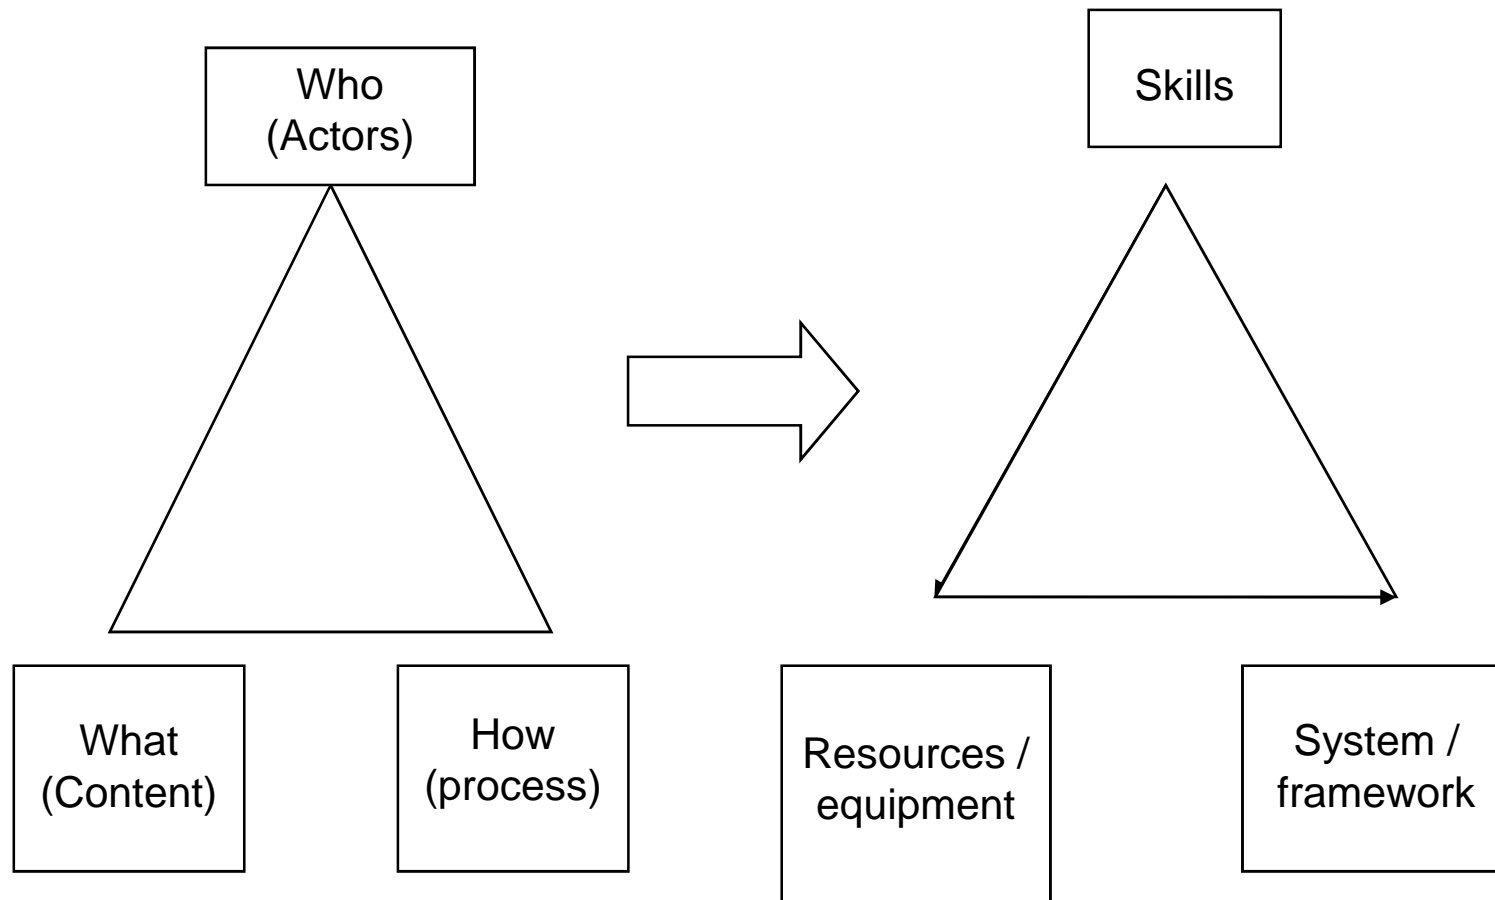 Who
(Actors)
Skills
What
(Content)
How
(process)
Resources /
equipment
System /
framework